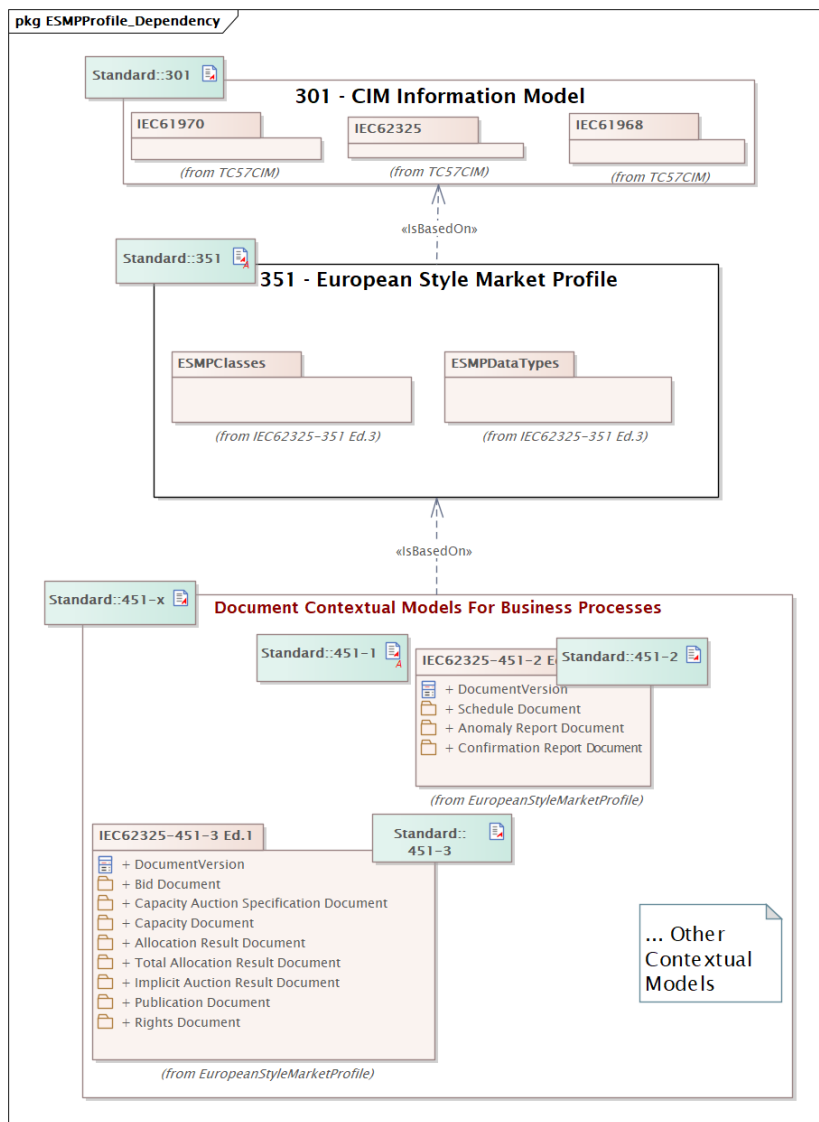 pkg ESMPProfile_Dependency
Standard::301
301 - CIM Information Model
IEC61970
(from TC57CIM)
IEC62325
(from TC57CIM)
IEC61968
(from TC57CIM)
«IsBasedOn»
Standard::351
351 - European Style Market Profile
ESMPClasses
(from IEC62325-351 Ed.3)
ESMPDataTypes
(from IEC62325-351 Ed.3)
«IsBasedOn»
Standard::451-x
Document Contextual Models For Business Processes
Standard::451-1
IEC62325-451-2
Standard::451-2
+ DocumentVersion
+ Schedule Document
+ Anomaly Report Document
+ Confirmation Report Document
(from EuropeanStyleMarketProfile)
IEC62325-451-3 Ed.1
Standard::
451-3
+ DocumentVersion
+ Bid Document
+ Capacity Auction Specification Document
+ Capacity Document
+ Allocation Result Document
+ Total Allocation Result Document
+ Implicit Auction Result Document
+ Publication Document
+ Rights Document
(from EuropeanStyleMarketProfile)
... Other
Contextual
Models